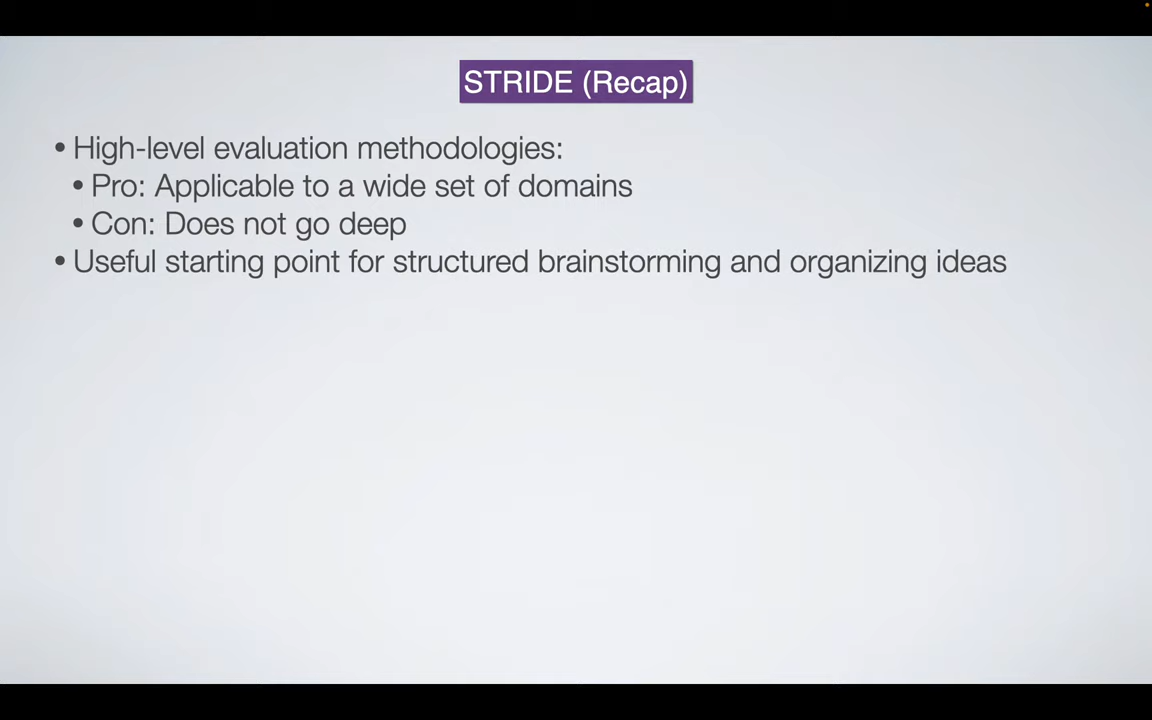 STRIDE (Recap)
• High-level evaluation methodologies:
• Pro: Applicable to a wide set of domains
• Con: Does not go deep
• Useful starting point for structured brainstorming and organizing ideas